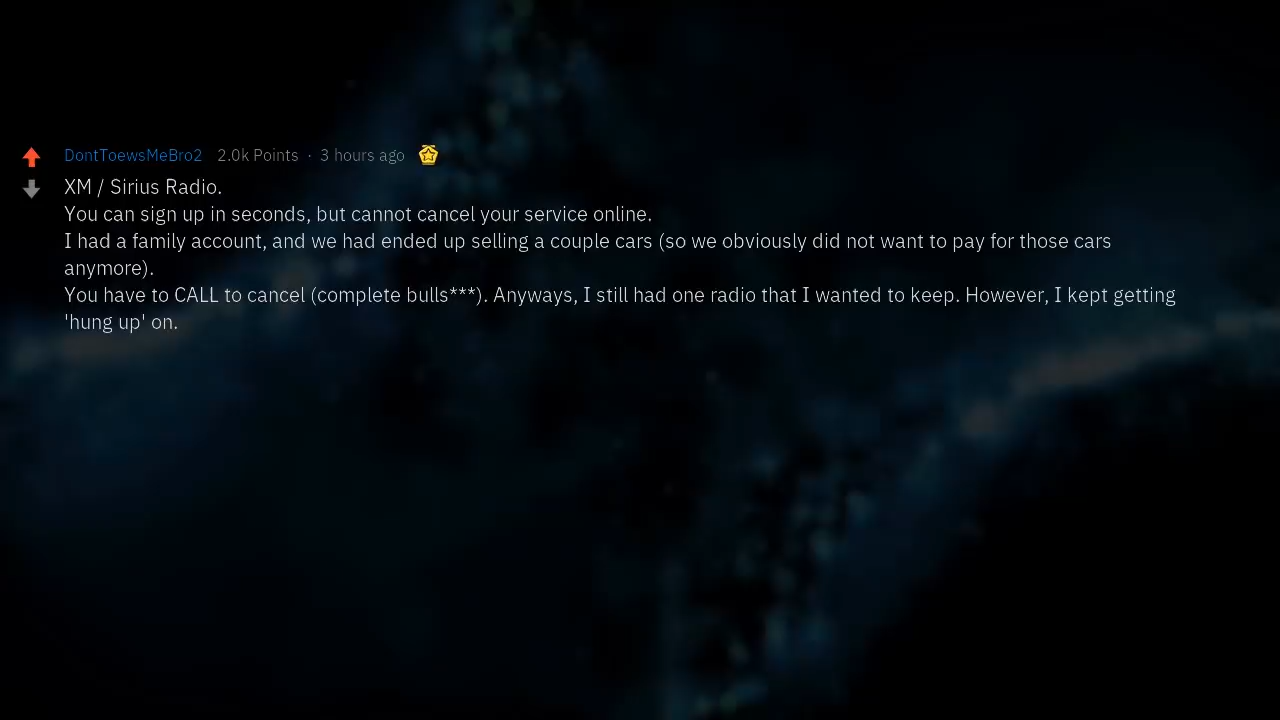 DontToewsMeBro2 2.0k Points · 3 hours ago
XM / Sirius Radio.
You can sign up in seconds, but cannot cancel your service online.
I had a family account, and we had ended up selling a couple cars (so we obviously did not want to pay for those cars
anymore).
You have to CALL to cancel (complete bulls***). Anyways, I still had one radio that I wanted to keep. However, I kept getting
'hung up' on.